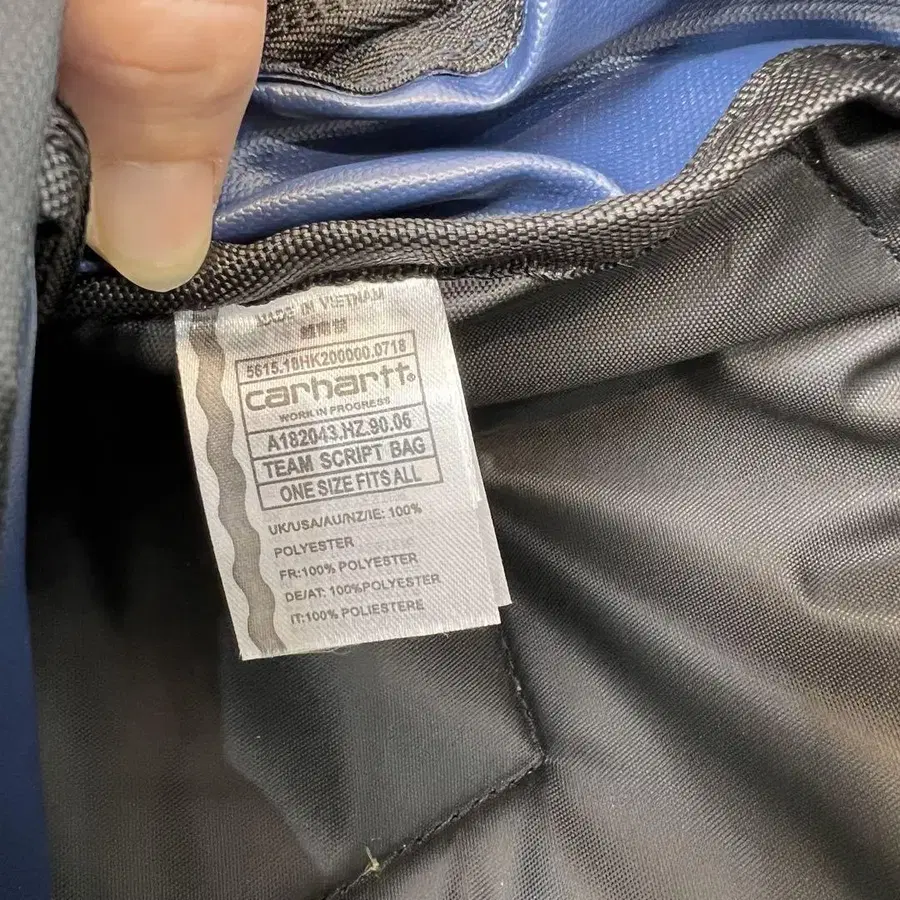 MADE IN VIETNAM
5615.18HK200000.0718
carhartt®
WORK IN PROGRESS
A182043.HZ.90.06
TEAM SCRIPT BAG
ONE SIZE FITS ALL
UK/USA/AU/NZ/IE: 100%
POLYESTER
FR:100% POLYESTER
DE/AT: 100%POLYESTER
IT:100% POLIESTERE